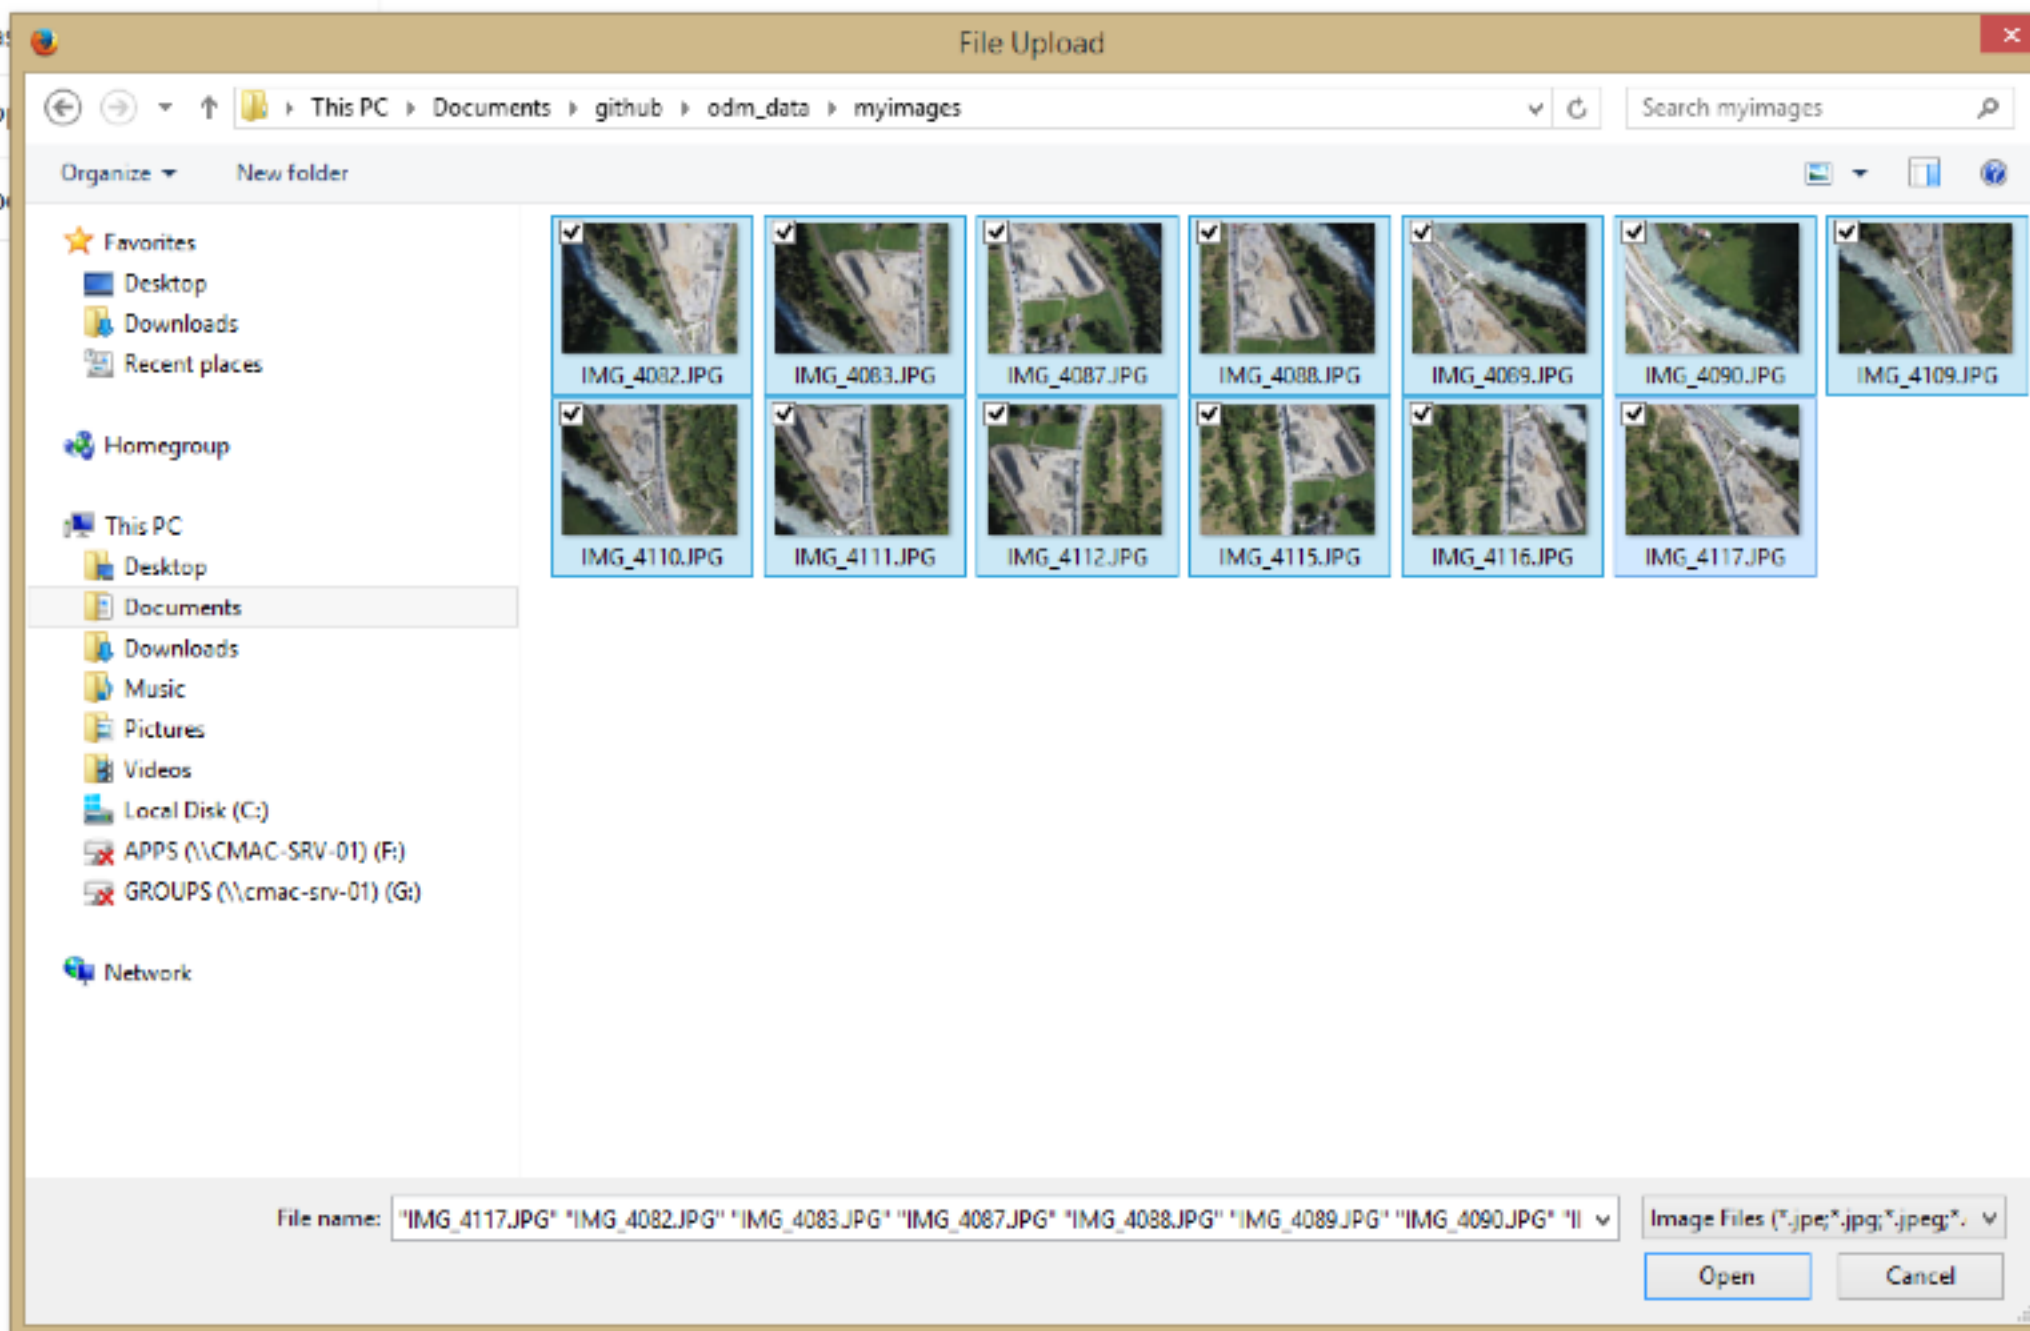 File Upload
This PC Documents github odm_data myimages
Search myimages
Organize
New folder
Favorites
Desktop
Downloads
Recent places
Homegroup
This PC
Desktop
Documents
Downloads
Music
Pictures
Videos
Local Disk (C:)
APPS (\\CMAC-SRV-01) (F:)
GROUPS (\\cmac-srv-01) (G:)
Network
IMG_4082.JPG IMG_4083.JPG IMG_4087.JPG IMG_4088.JPG IMG_4089.JPG IMG_4090.JPG IMG_4109.JPG
IMG_4110.JPG IMG_4111.JPG IMG_4112.JPG IMG_4115.JPG IMG_4116.JPG IMG_4117.JPG
File name: "IMG_4117.JPG" "IMG_4082.JPG" "IMG_4083.JPG" "IMG_4087.JPG" "IMG_4088.JPG" "IMG_4089.JPG" "IMG_4090.JPG"
Image Files (*.jpe;*.jpg;*.jpeg;*.
Open
Cancel